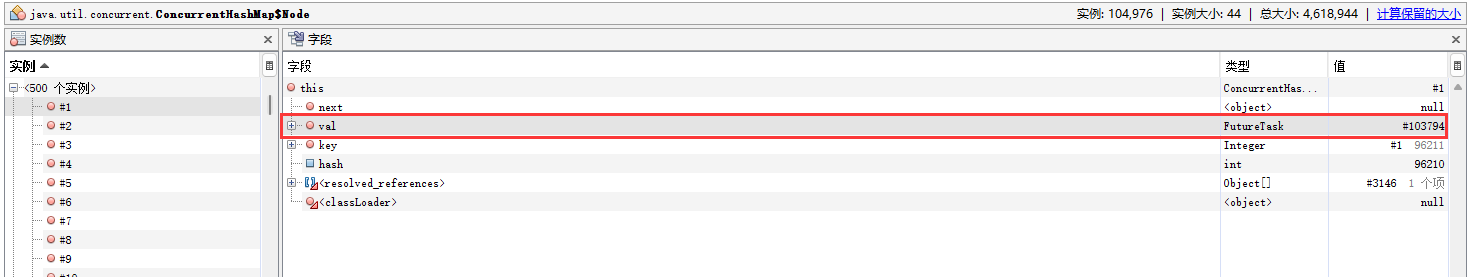 java.util.concurrent.ConcurrentHashMap$Node 实例: 104,976 | 实例大小: 44 | 总大小: 4,618,944 | 计算保留的大小
实例数 × 字段 ×
实例 字段 类型 值
<500 个实例> this ConcurrentHas... #1
#1 next <object> null
#2 val FutureTask #103794
#3 key Integer #1 96211
#4 hash int 96210
#5 <resolved_references> Object[] #3146 1 个项
#6 <classLoader> <object> null
#7
#8
#9